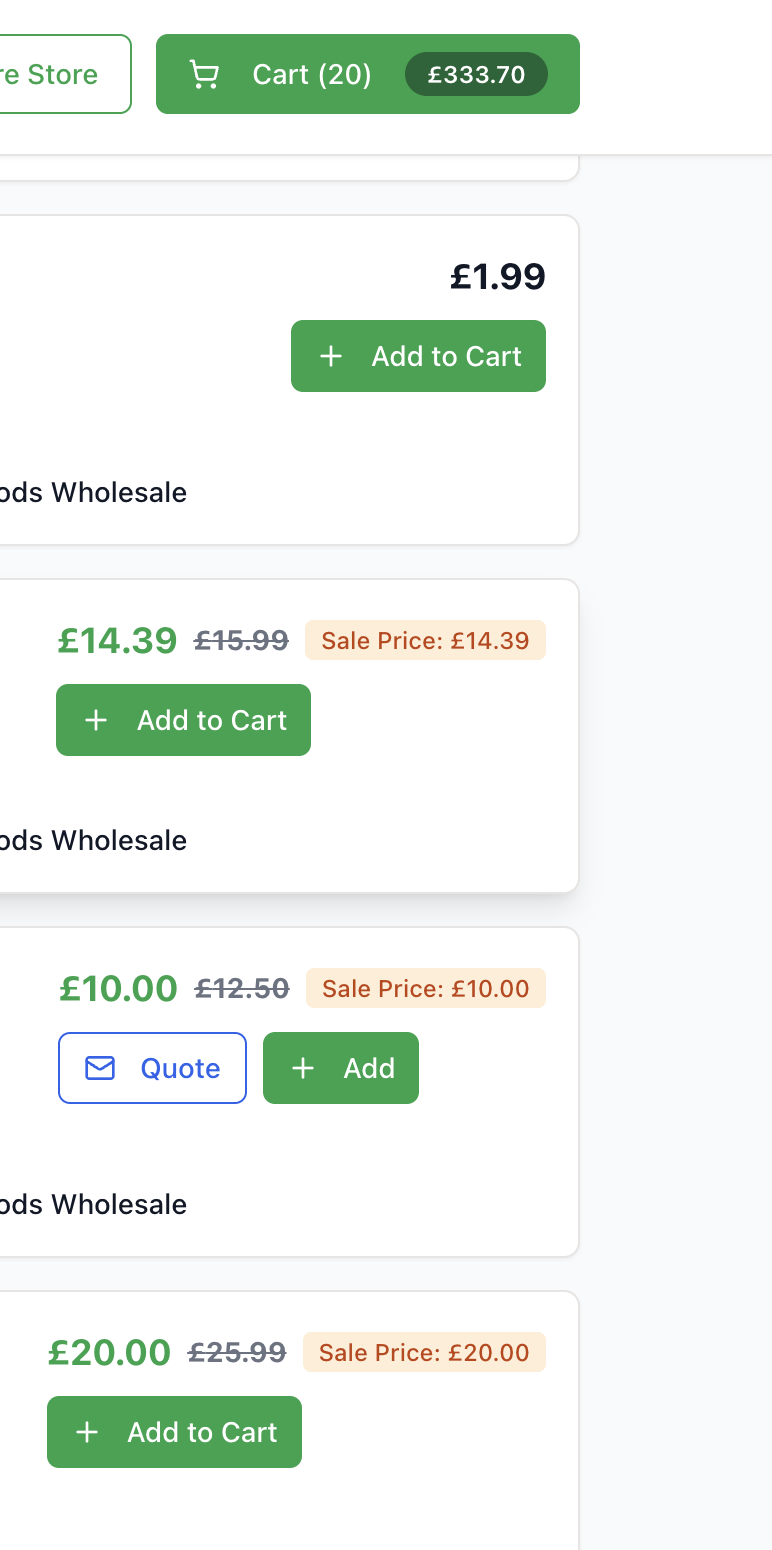 re Store
Cart (20) £333.70
£1.99
Add to Cart
ods Wholesale
£14.39 £15.99 Sale Price: £14.39
Add to Cart
ods Wholesale
£10.00 £12.50 Sale Price: £10.00
Quote Add
ods Wholesale
£20.00 £25.99 Sale Price: £20.00
Add to Cart